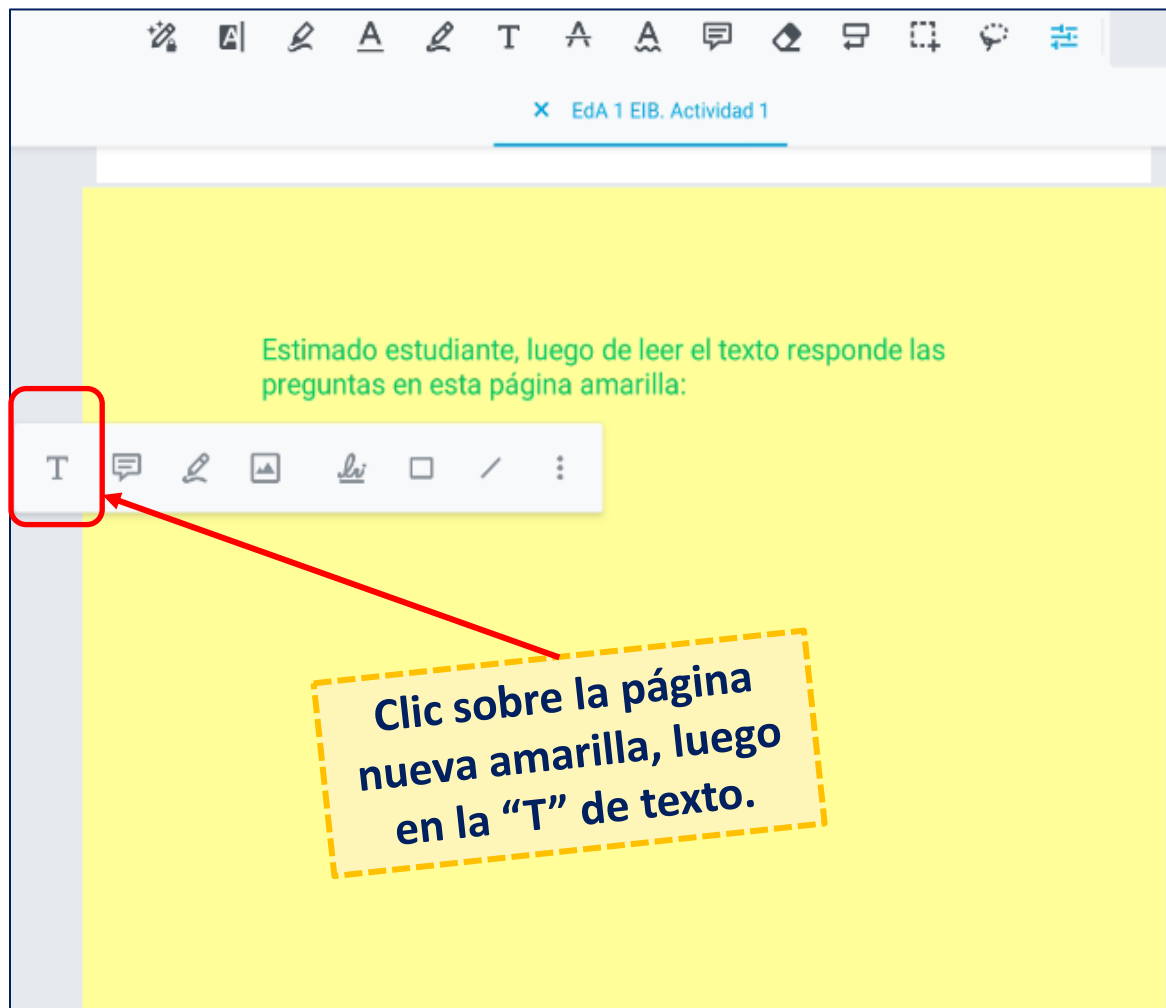 EdA 1 EIB. Actividad 1
Estimado estudiante, luego de leer el texto responde las
preguntas en esta página amarilla:
T
Clic sobre la página
nueva amarilla, luego
en la “T” de texto.